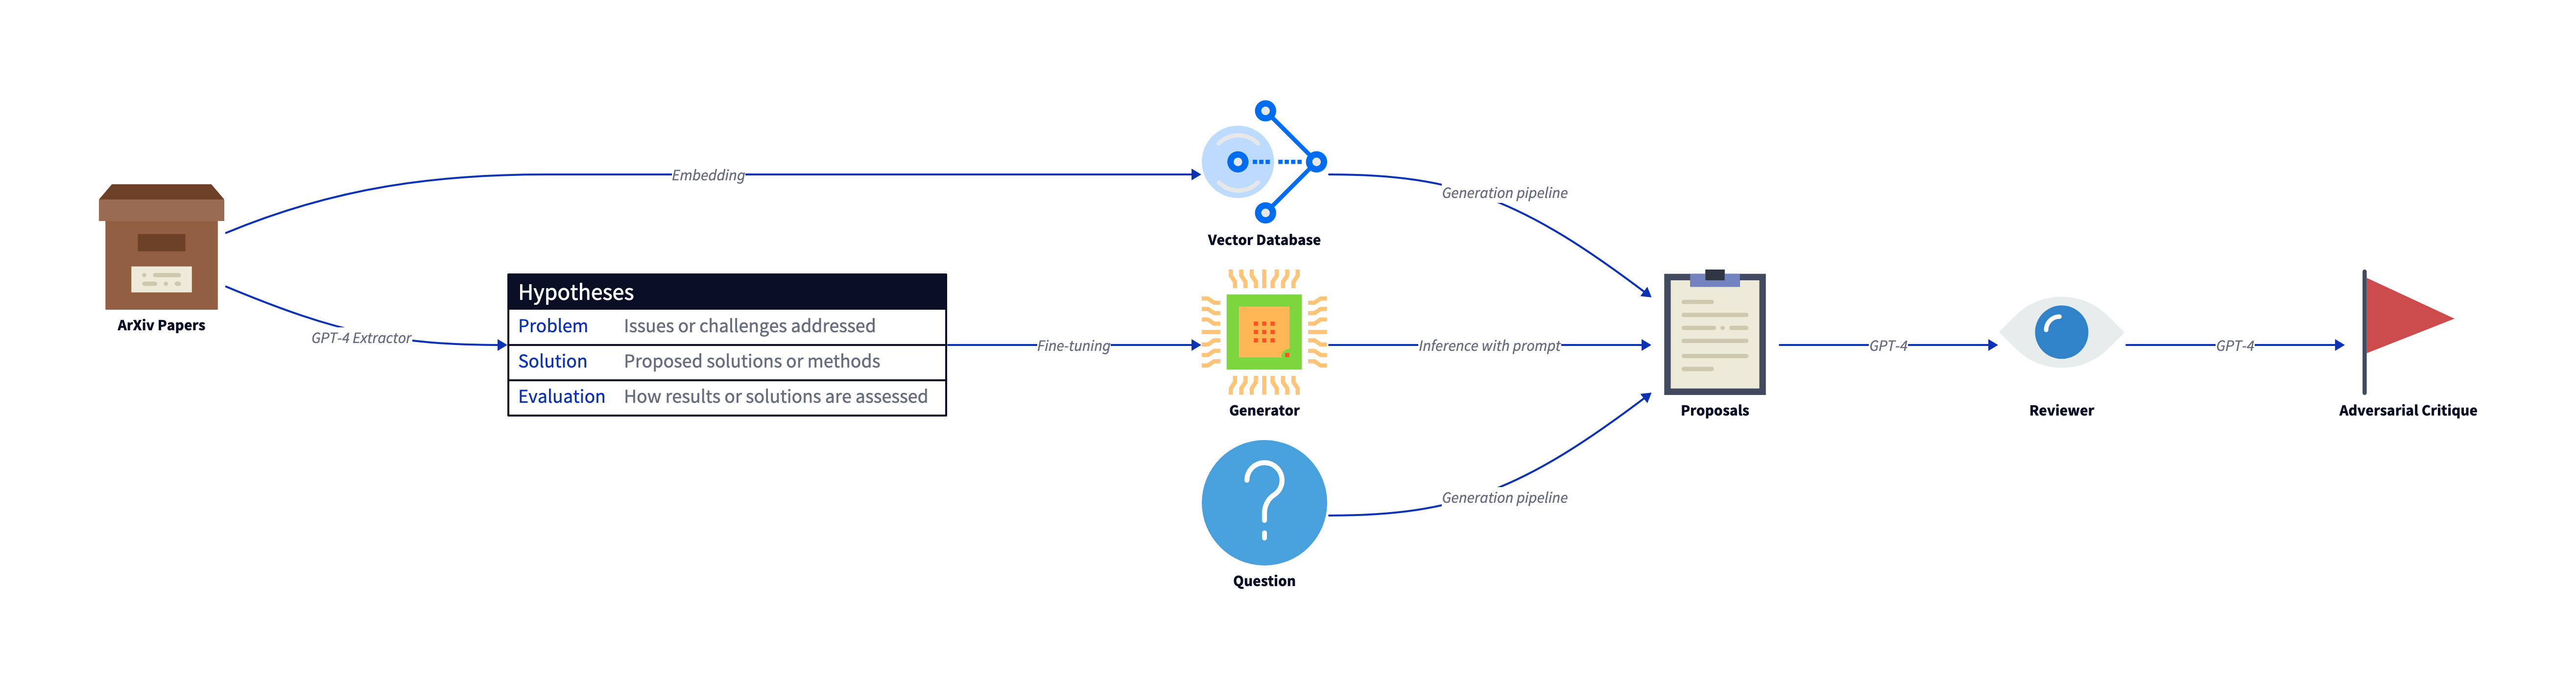 ArXiv Papers
Embedding
GPT-4 Extractor
Hypotheses
Problem Issues or challenges addressed
Solution Proposed solutions or methods
Evaluation How results or solutions are assessed
Fine-tuning
Vector Database
Generator
Question
Generation pipeline
Inference with prompt
Generation pipeline
Proposals
GPT-4
Reviewer
GPT-4
Adversarial Critique